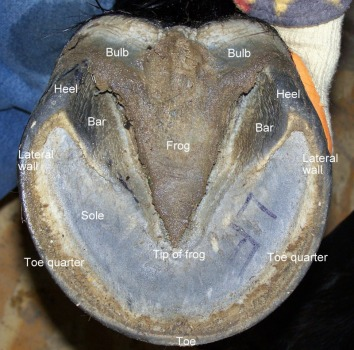 Bulb Bulb
Heel Heel
Bar Bar
Frog
Lateral
wall
Lateral
wall
Sole
Tip of frog
Toe quarter Toe quarter
Toe